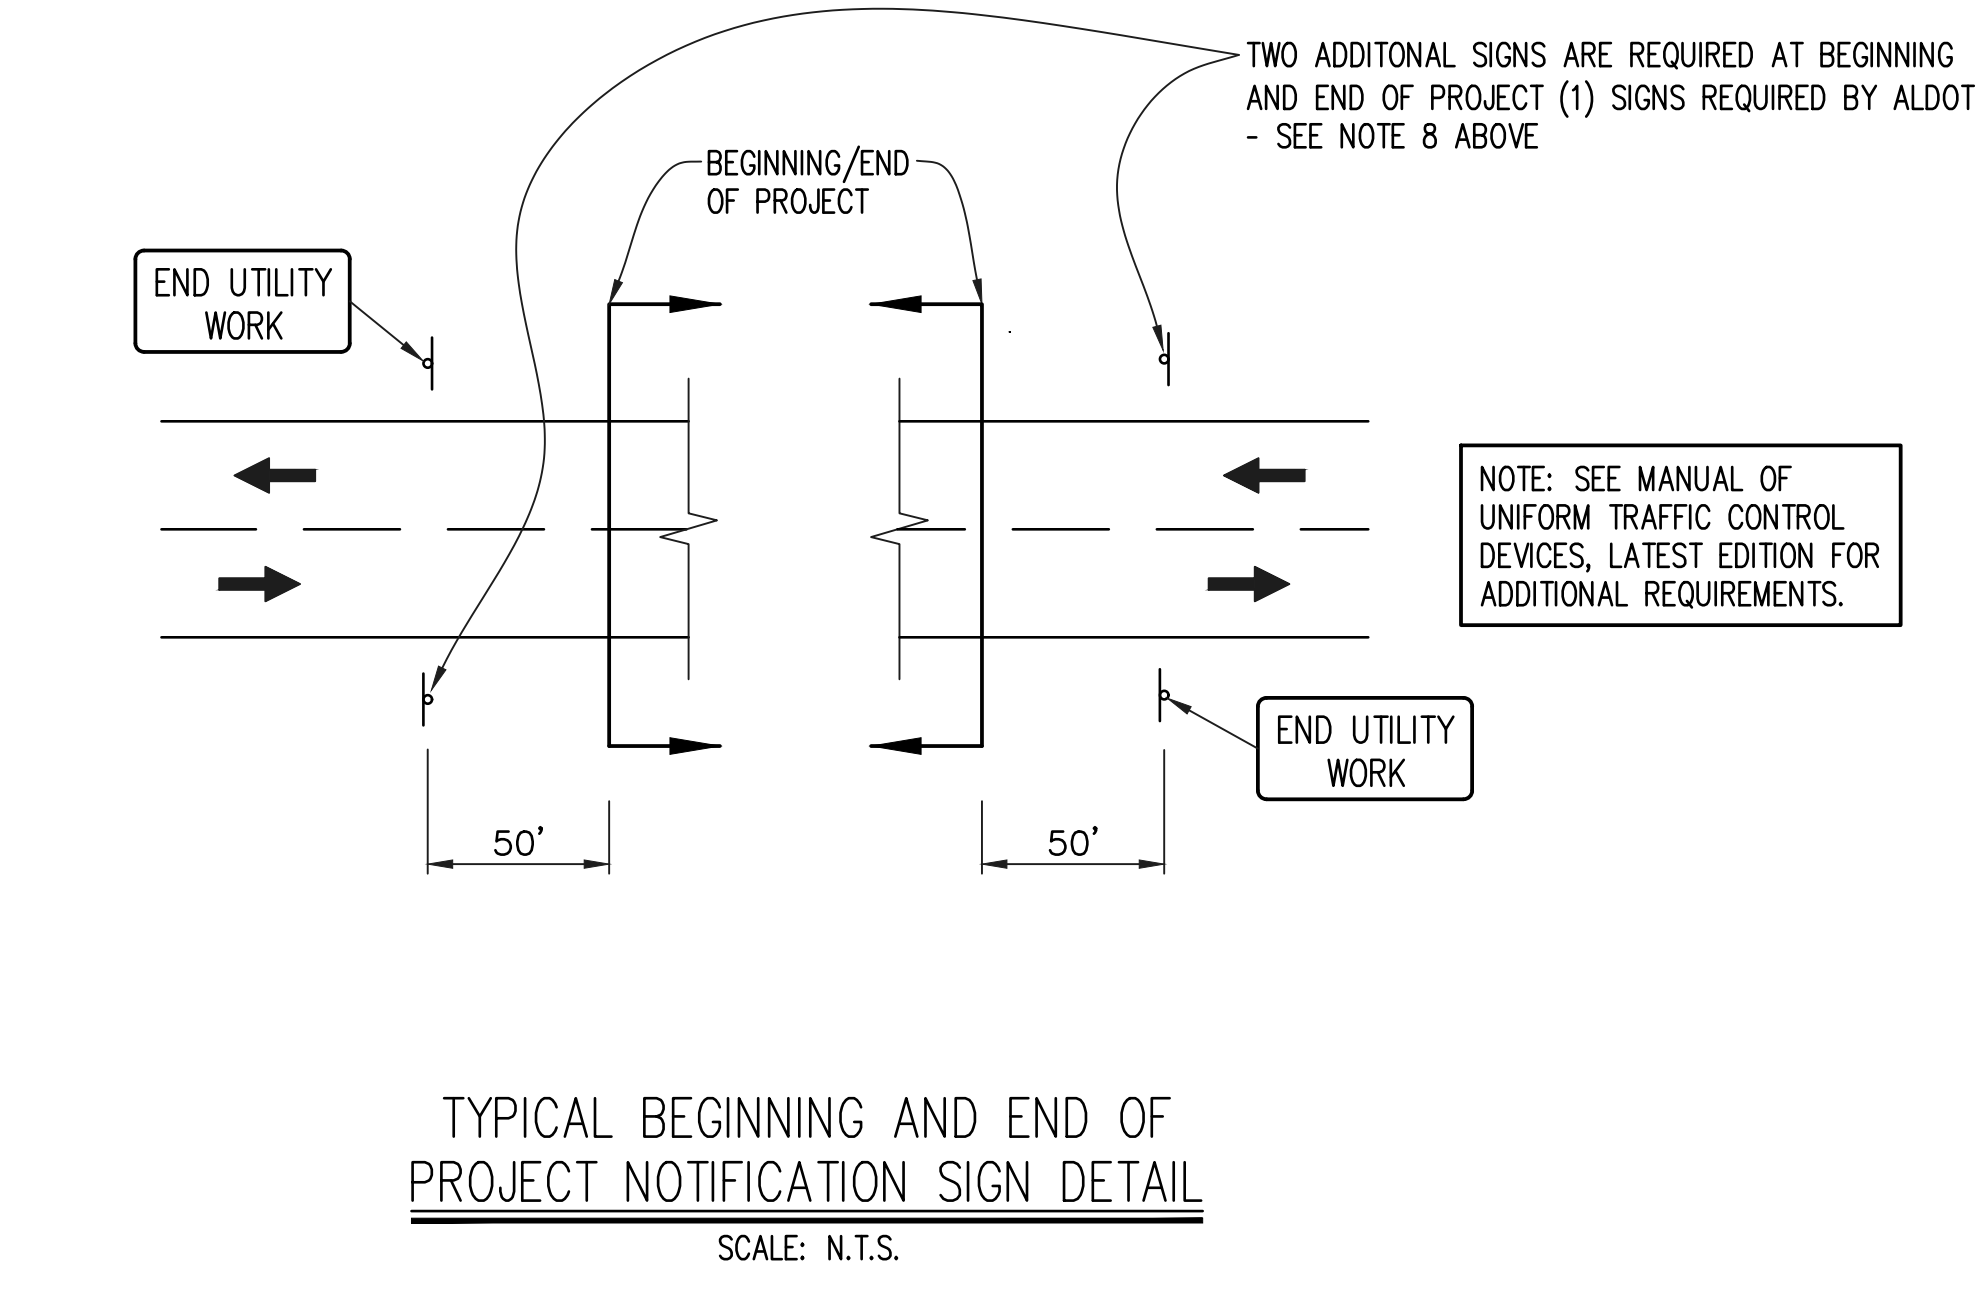 TWO ADDITONAL SIGNS ARE REQUIRED AT BEGINNING
AND END OF PROJECT (1) SIGNS REQUIRED BY ALDOT
- SEE NOTE 8 ABOVE
BEGINNING/END
OF PROJECT
END UTILITY
WORK
NOTE: SEE MANUAL OF
UNIFORM TRAFFIC CONTROL
DEVICES, LATEST EDITION FOR
ADDITIONAL REQUIREMENTS.
END UTILITY
WORK
50'
50'
TYPICAL BEGINNING AND END OF
PROJECT NOTIFICATION SIGN DETAIL
SCALE: N.T.S.